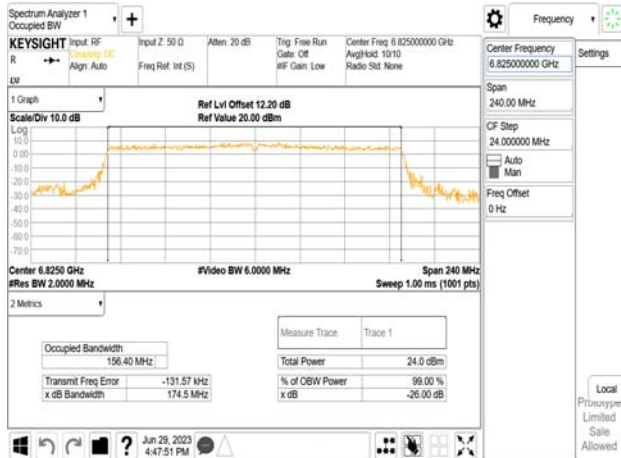 Spectrum Analyzer 1
Occupied BW
+
Frequency
KEYSIGHT
R
LXI
Input: RF
Coupling: DC
Align: Auto
Input Z: 50 Ω
Freq Ref: Int (S)
Atten: 20 dB
Trig: Free Run
Gate: Off
#IF Gain: Low
Center Freq: 6.825000000 GHz
Avg|Hold: 10/10
Radio Std: None
Center Frequency
6.825000000 GHz
Settings
Span
240.00 MHz
CF Step
24.000000 MHz
Auto
Man
Freq Offset
0 Hz
1 Graph
Scale/Div 10.0 dB
Ref Lvl Offset 12.20 dB
Ref Value 20.00 dBm
Log
10.0
0.00
-10.0
-20.0
-30.0
-40.0
-50.0
-60.0
-70.0
Center 6.8250 GHz
#Res BW 2.0000 MHz
#Video BW 6.0000 MHz
Span 240 MHz
Sweep 1.00 ms (1001 pts)
2 Metrics
Measure Trace
Trace 1
Occupied Bandwidth
156.40 MHz
Total Power
24.0 dBm
Transmit Freq Error
-131.57 kHz
% of OBW Power
99.00 %
x dB Bandwidth
174.5 MHz
x dB
-26.00 dB
Local
Prototype
Limited
Sale
Allowed
?
Jun 29, 2023
4:47:51 PM